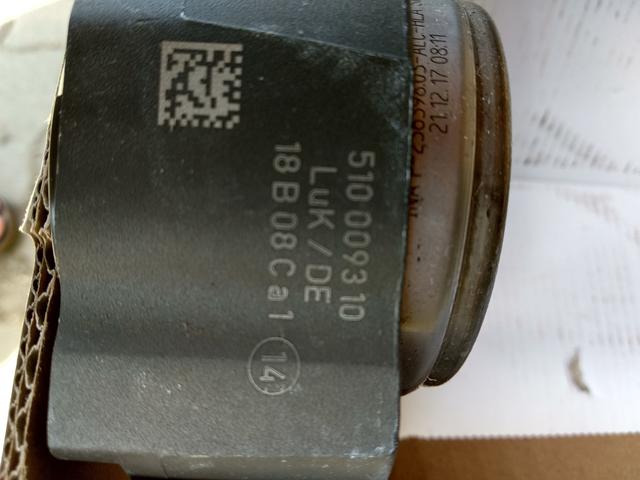 510 0093 10
LuK / DE
18 B 08 C a 1 14
21.12.17 08:11